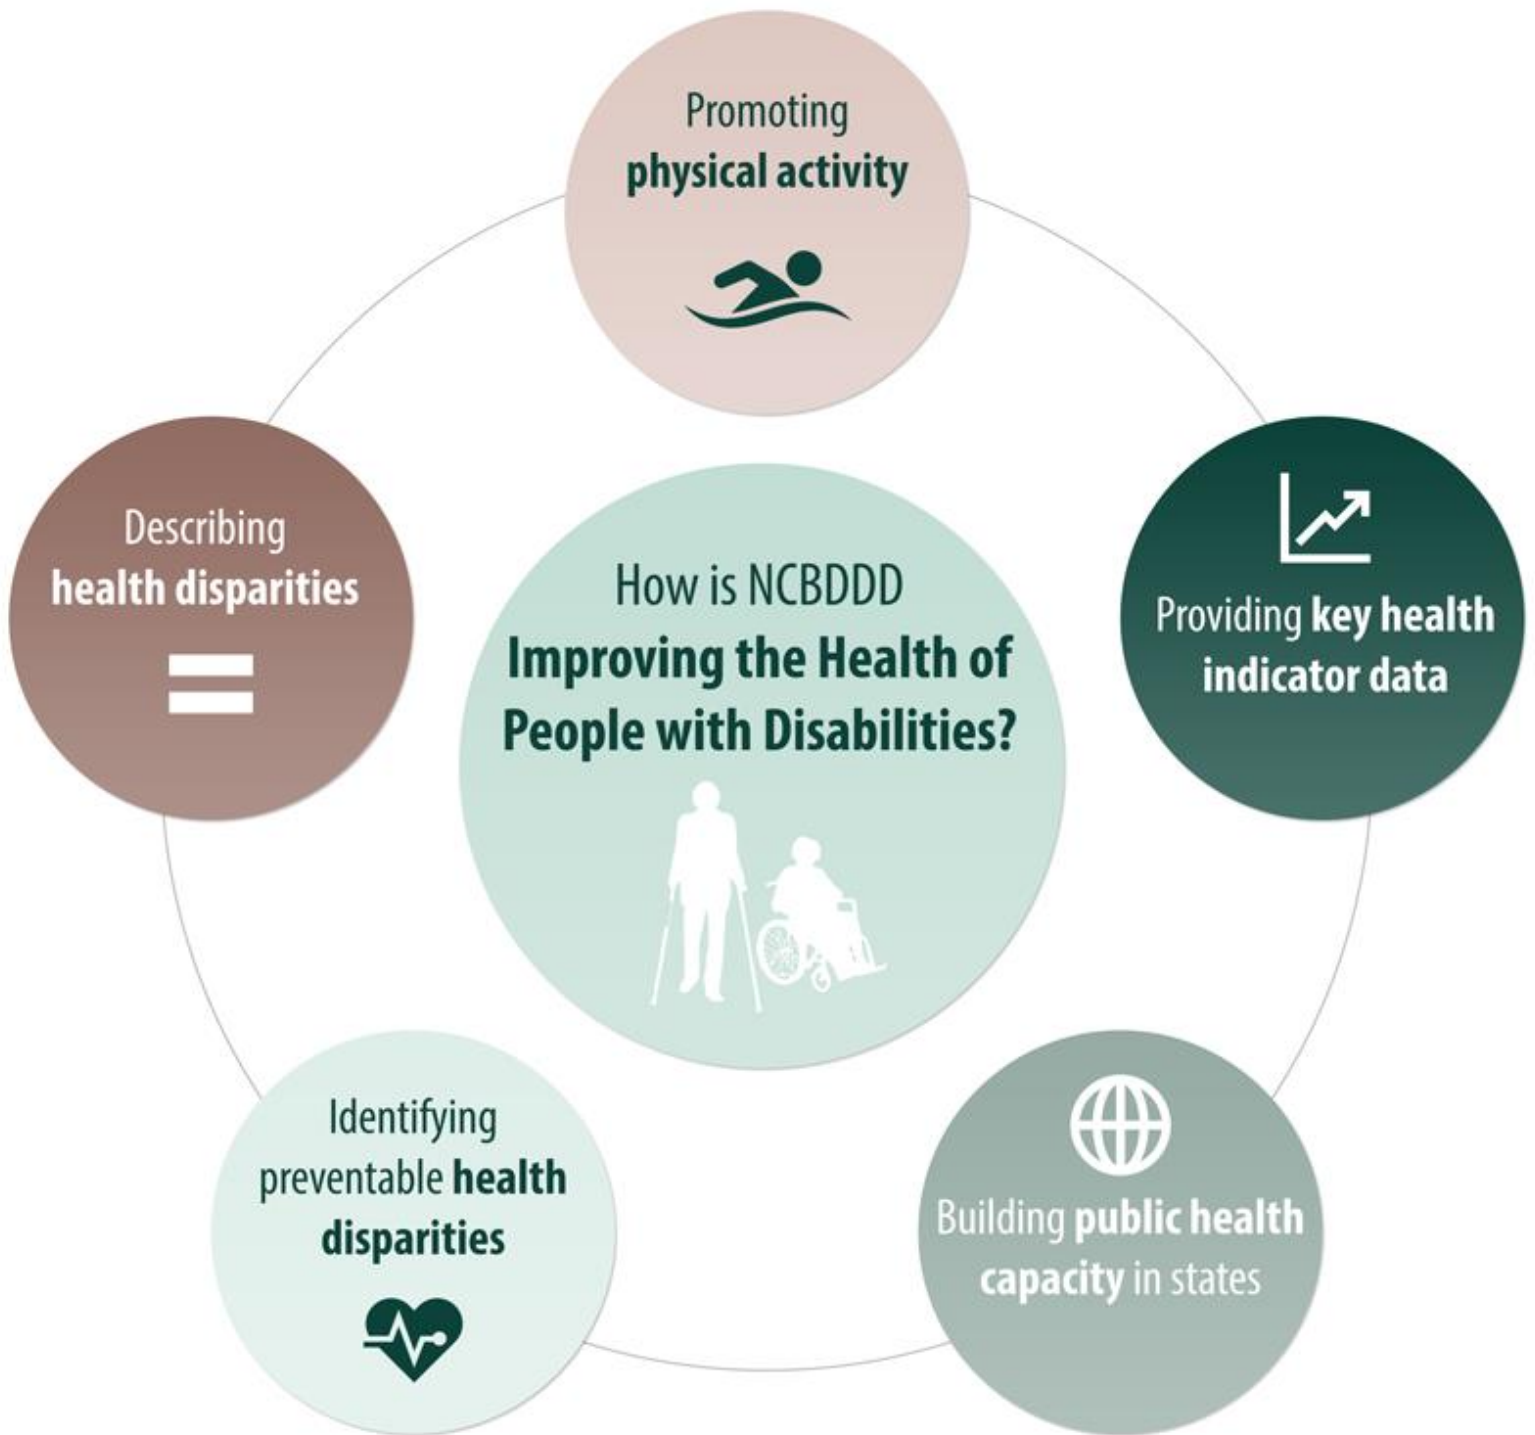 Promoting
physical activity
Describing
health disparities
How is NCBDDD
Improving the Health of
People with Disabilities?
Providing key health
indicator data
Identifying
preventable health
disparities
Building public health
capacity in states